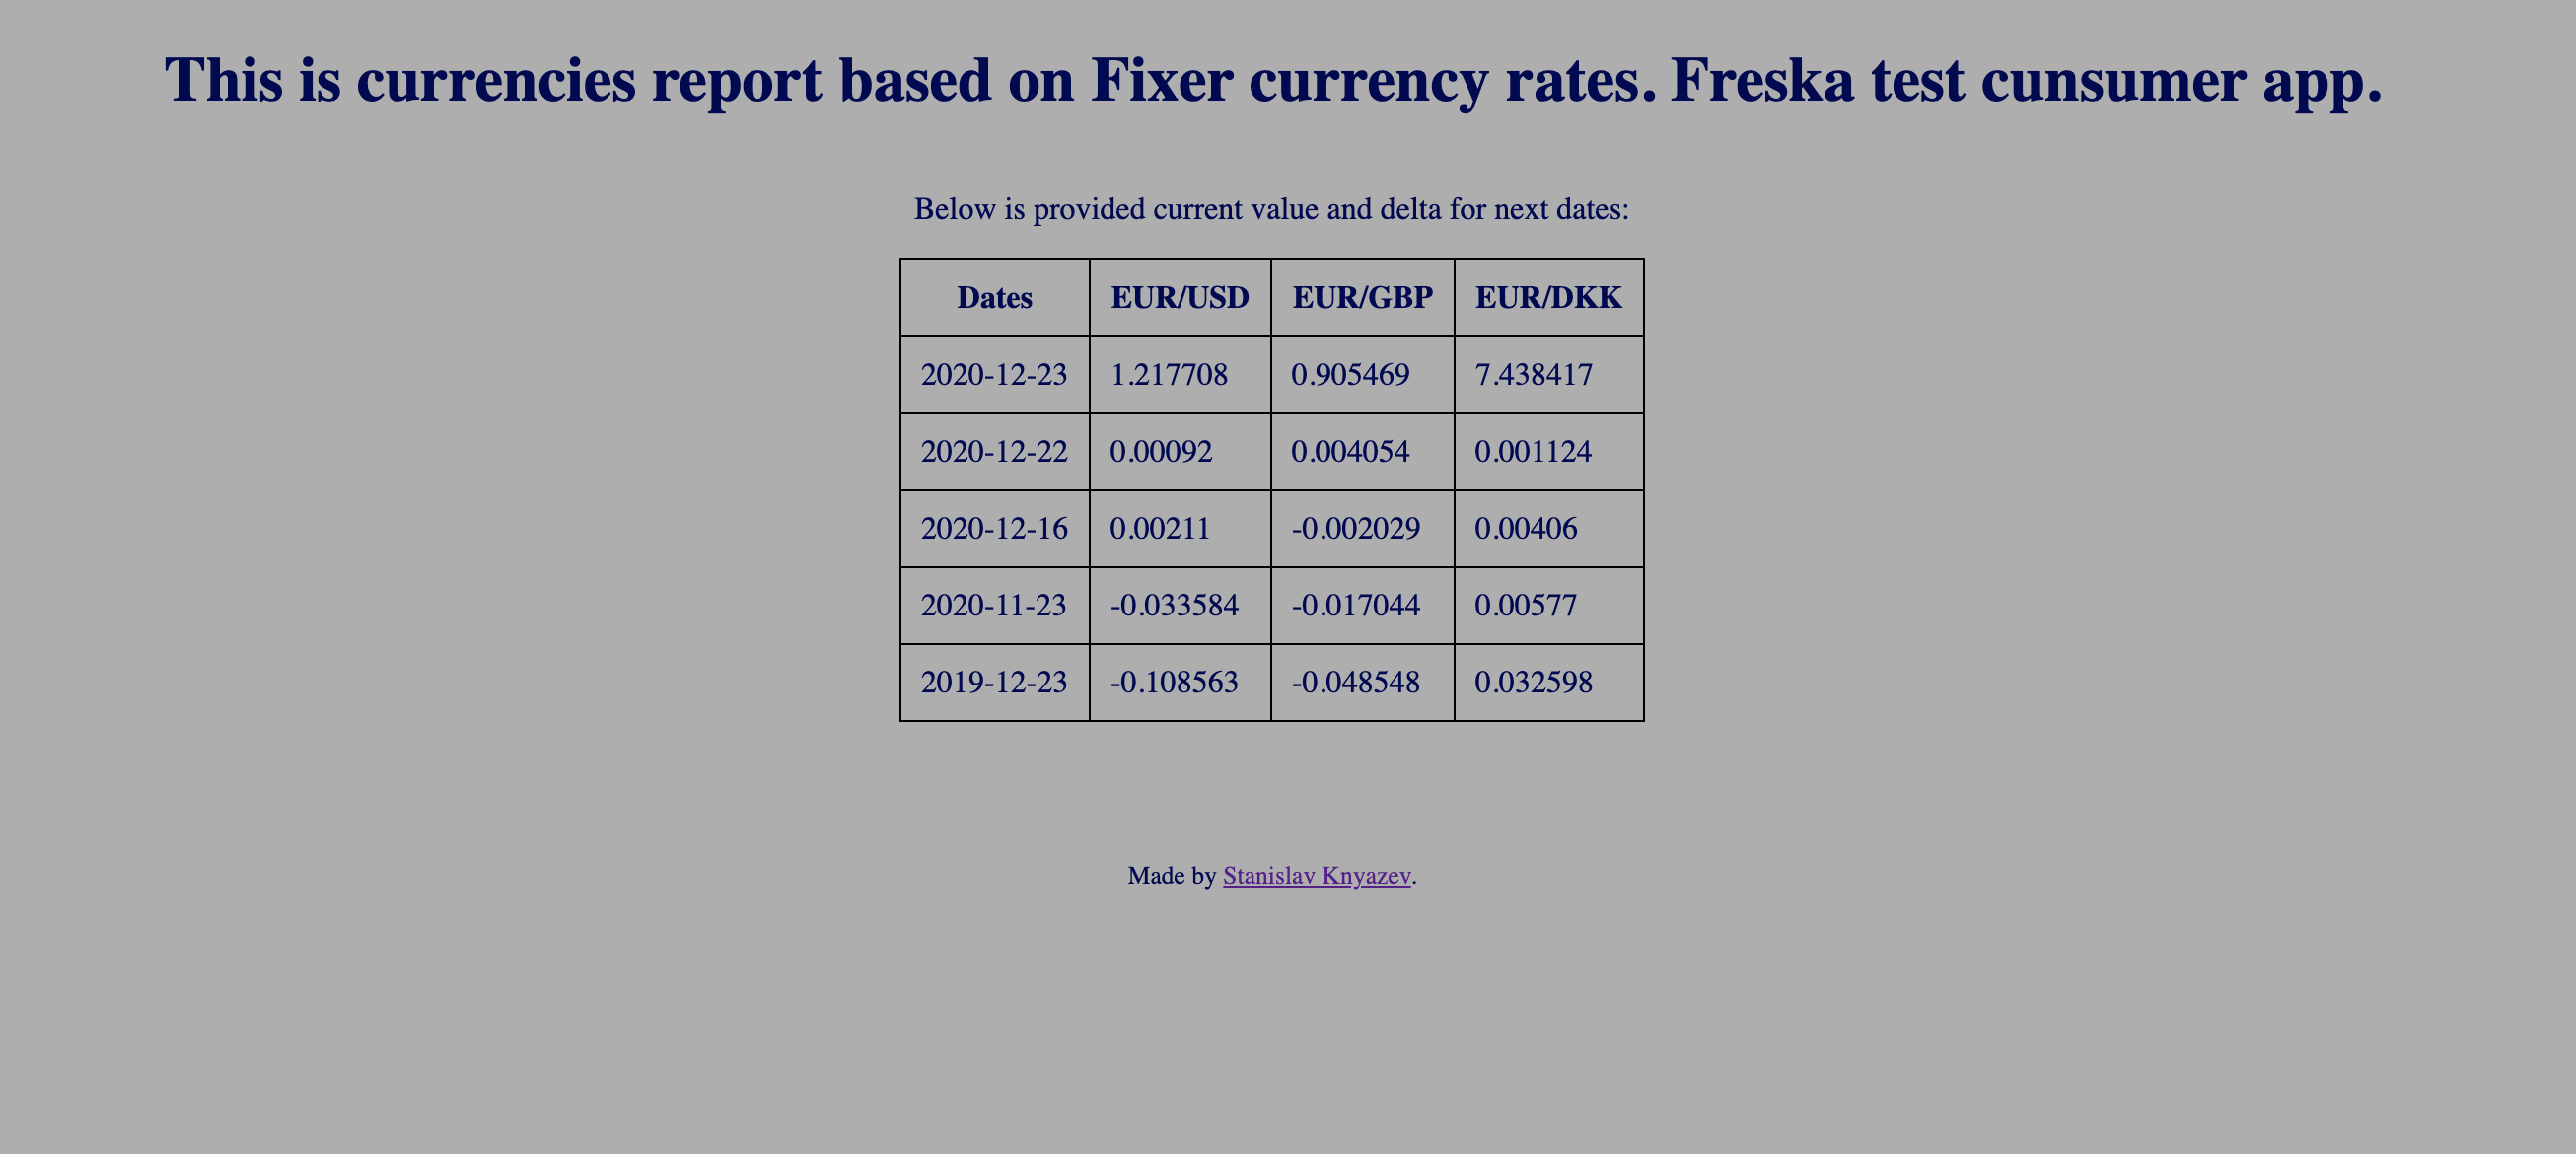 This is currencies report based on Fixer currency rates. Freska test cunsumer app.
Below is provided current value and delta for next dates:
Dates EUR/USD EUR/GBP EUR/DKK
2020-12-23 1.217708 0.905469 7.438417
2020-12-22 0.00092 0.004054 0.001124
2020-12-16 0.00211 -0.002029 0.00406
2020-11-23 -0.033584 -0.017044 0.00577
2019-12-23 -0.108563 -0.048548 0.032598
Made by Stanislav Knyazev.